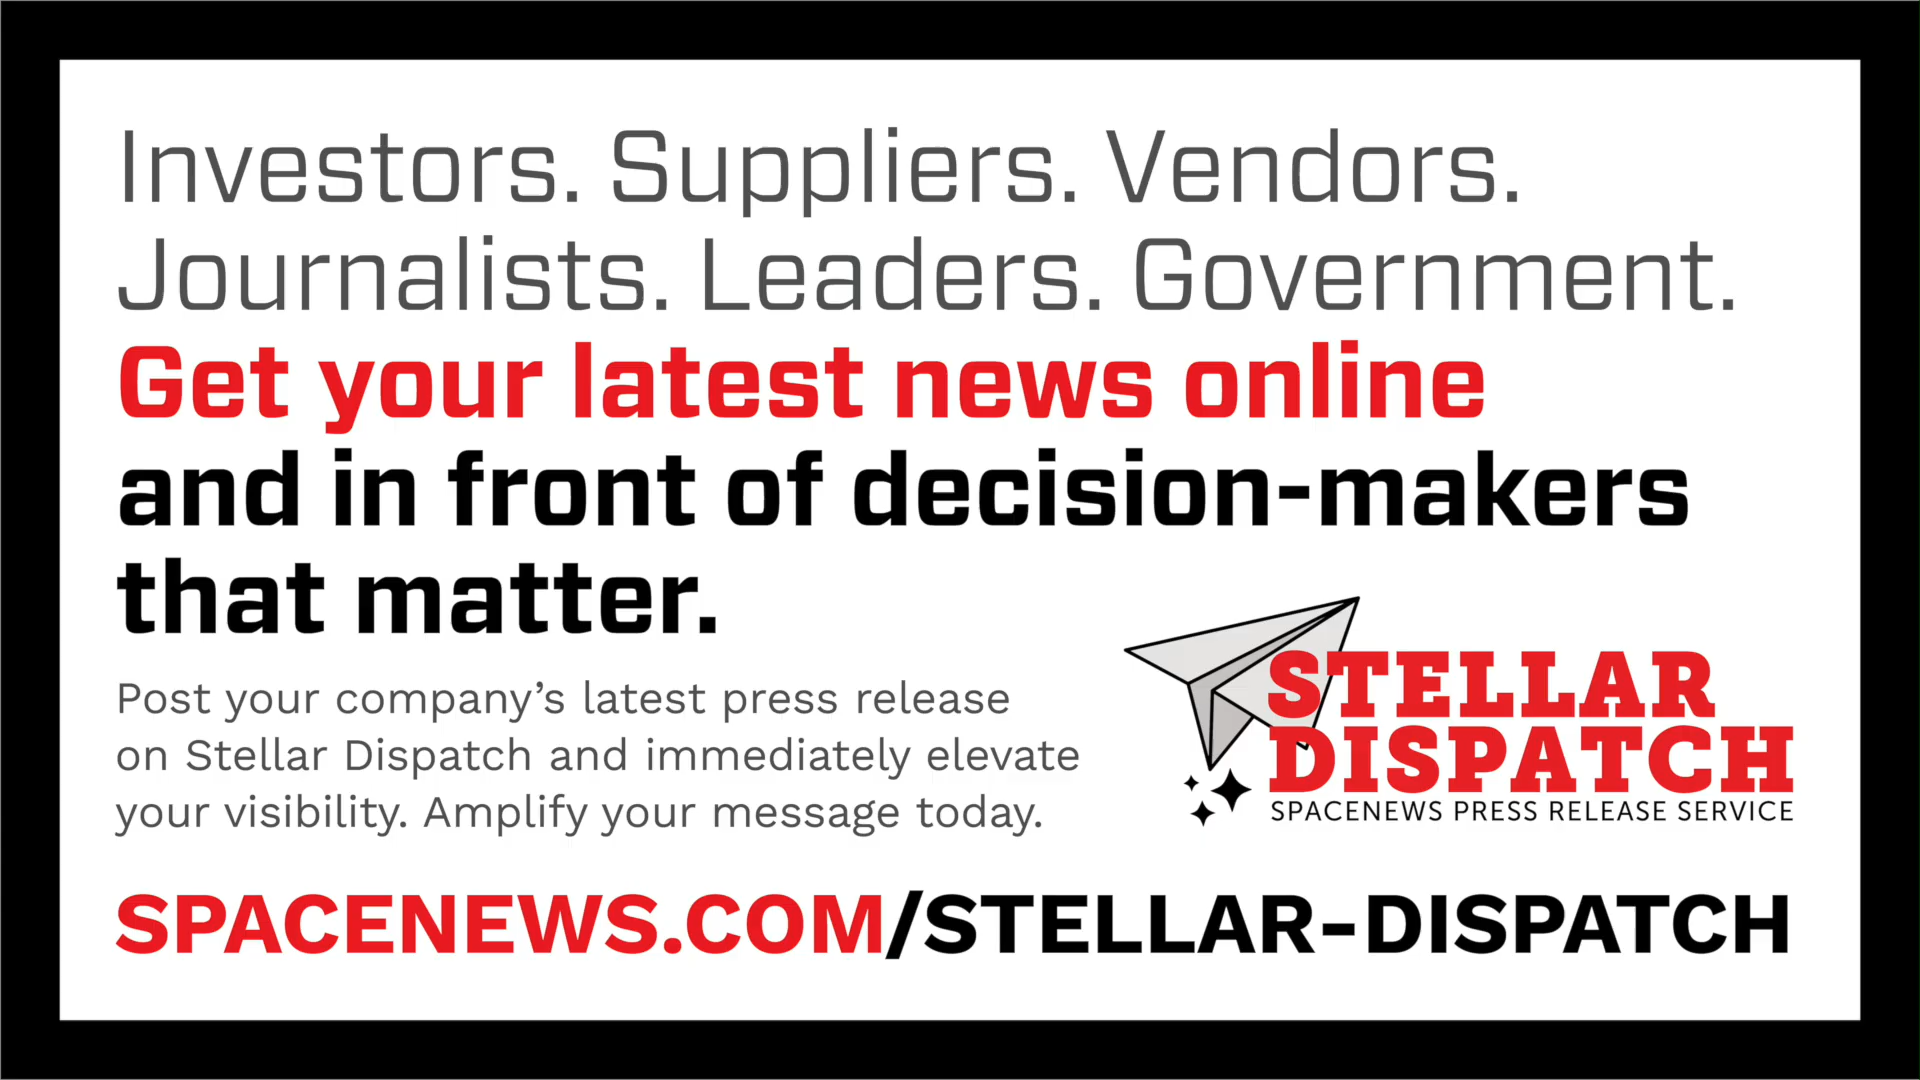 Investors. Suppliers. Vendors.
Journalists. Leaders. Government.
Get your latest news online
and in front of decision-makers
that matter.
Post your company’s latest press release
on Stellar Dispatch and immediately elevate
your visibility. Amplify your message today.
STELLAR
DISPATCH
SPACENEWS PRESS RELEASE SERVICE
SPACENEWS.COM/STELLAR-DISPATCH